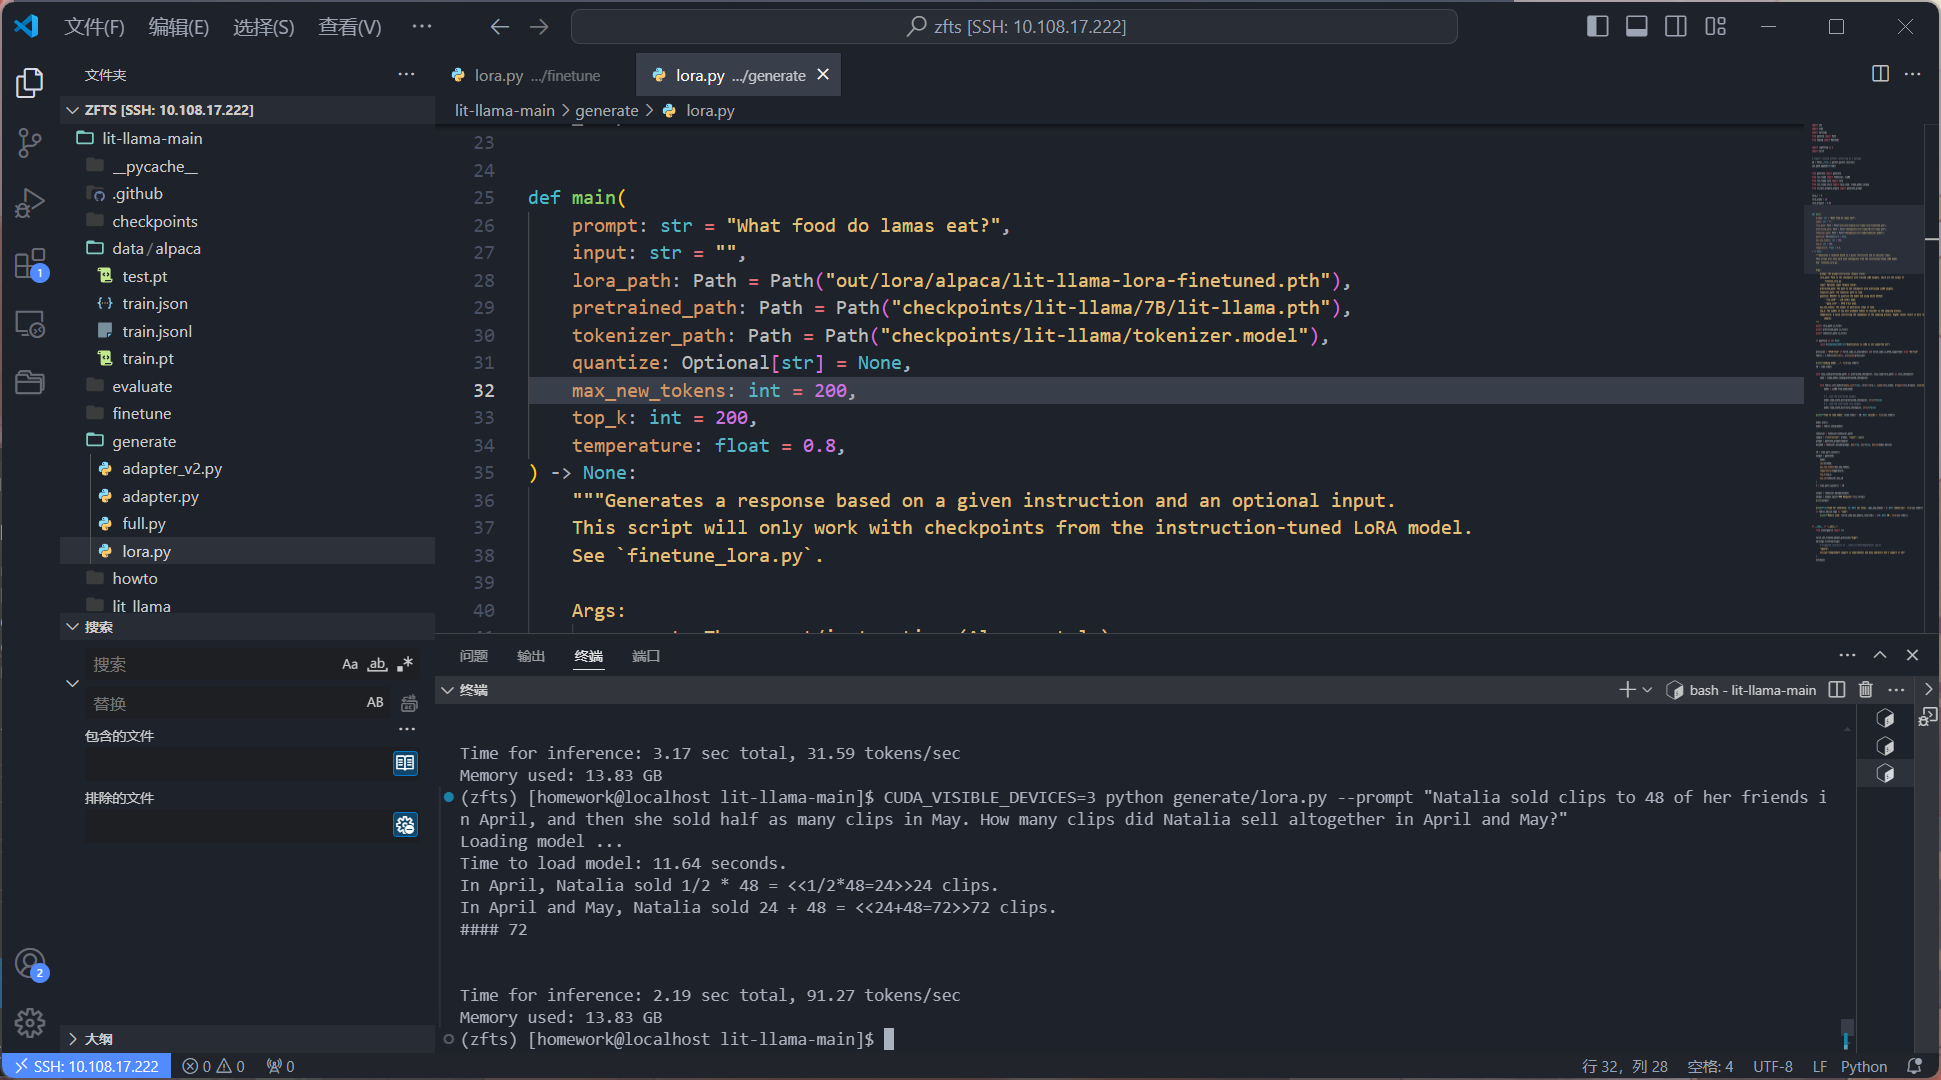 文件(F) 编辑(E) 选择(S) 查看(V) ··· zfts [SSH: 10.108.17.222]
文件夹 ···
lora.py .../finetune lora.py .../generate
ZFTS [SSH: 10.108.17.222]
lit-llama-main > generate > lora.py
lit-llama-main
__pycache__
.github
checkpoints
data/alpaca
test.pt
train.json
train.jsonl
train.pt
evaluate
finetune
generate
adapter_v2.py
adapter.py
full.py
lora.py
howto
lit_llama
23
24
25 def main(
26 prompt: str = "What food do lamas eat?",
27 input: str = "",
28 lora_path: Path = Path("out/lora/alpaca/lit-llama-lora-finetuned.pth"),
29 pretrained_path: Path = Path("checkpoints/lit-llama/7B/lit-llama.pth"),
30 tokenizer_path: Path = Path("checkpoints/lit-llama/tokenizer.model"),
31 quantize: Optional[str] = None,
32 max_new_tokens: int = 200,
33 top_k: int = 200,
34 temperature: float = 0.8,
35 ) -> None:
36 """Generates a response based on a given instruction and an optional input.
37 This script will only work with checkpoints from the instruction-tuned LoRA model.
38 See `finetune_lora.py`.
39
40 Args:
搜索
搜索 Aa ab .*
替换 AB
包含的文件
排除的文件
大纲
问题 输出 终端 端口
终端
bash - lit-llama-main
Time for inference: 3.17 sec total, 31.59 tokens/sec
Memory used: 13.83 GB
(zfts) [homework@localhost lit-llama-main]$ CUDA_VISIBLE_DEVICES=3 python generate/lora.py --prompt "Natalia sold clips to 48 of her friends i
n April, and then she sold half as many clips in May. How many clips did Natalia sell altogether in April and May?"
Loading model ...
Time to load model: 11.64 seconds.
In April, Natalia sold 1/2 * 48 = <<1/2*48=24>>24 clips.
In April and May, Natalia sold 24 + 48 = <<24+48=72>>72 clips.
#### 72
Time for inference: 2.19 sec total, 91.27 tokens/sec
Memory used: 13.83 GB
(zfts) [homework@localhost lit-llama-main]$
1
2
SSH: 10.108.17.222 0 0 0 行 32，列 28 空格: 4 UTF-8 LF Python